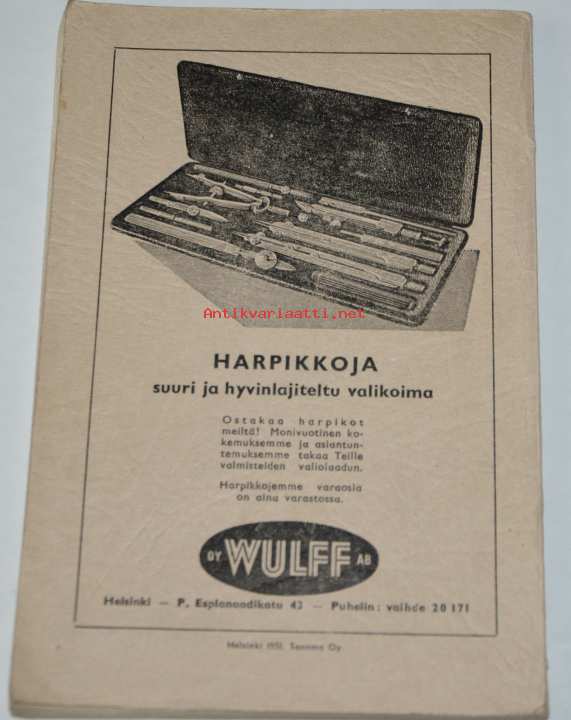 Antikvariaatti.net
HARPIKKOJA
suuri ja hyvinlajiteltu valikoima
Ostakaa harpikot
meiltä! Monivuotinen ko-
kemuksemme ja asiantun-
temuksemme takaa Teille
valmisteiden valiolaadun.
Harpikkojemme varaosia
on aina varastossa.
OY WULFF AB
Helsinki — P. Esplanaadikatu 43 — Puhelin: vaihde 20 171
Helsinki 1951. Sanoma Oy